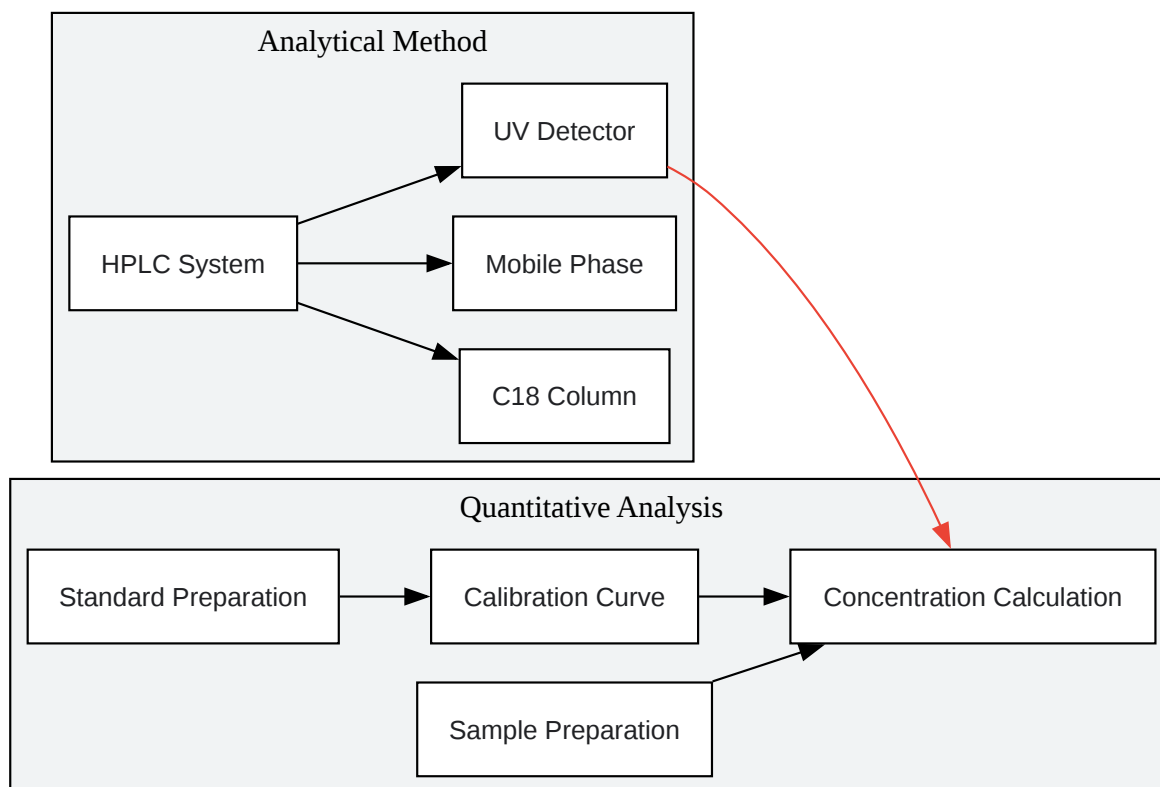 Analytical Method
UV Detector
HPLC System
Mobile Phase
C18 Column
Quantitative Analysis
Standard Preparation
Calibration Curve
Concentration Calculation
Sample Preparation